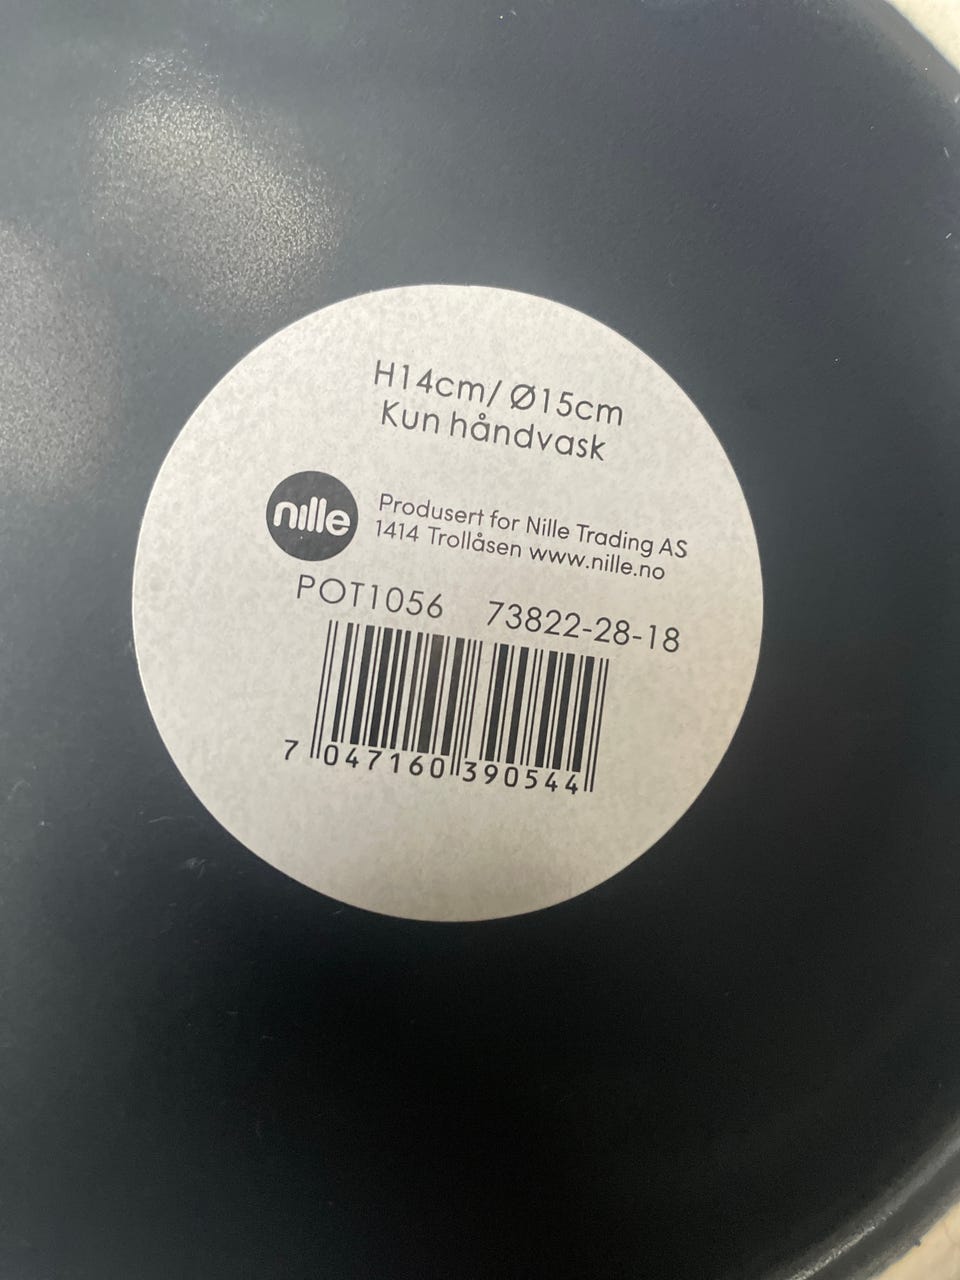 H14cm/ Ø15cm
Kun håndvask
nille
Produsert for Nille Trading AS
1414 Trollåsen www.nille.no
POT1056 73822-28-18
7 047160 390544